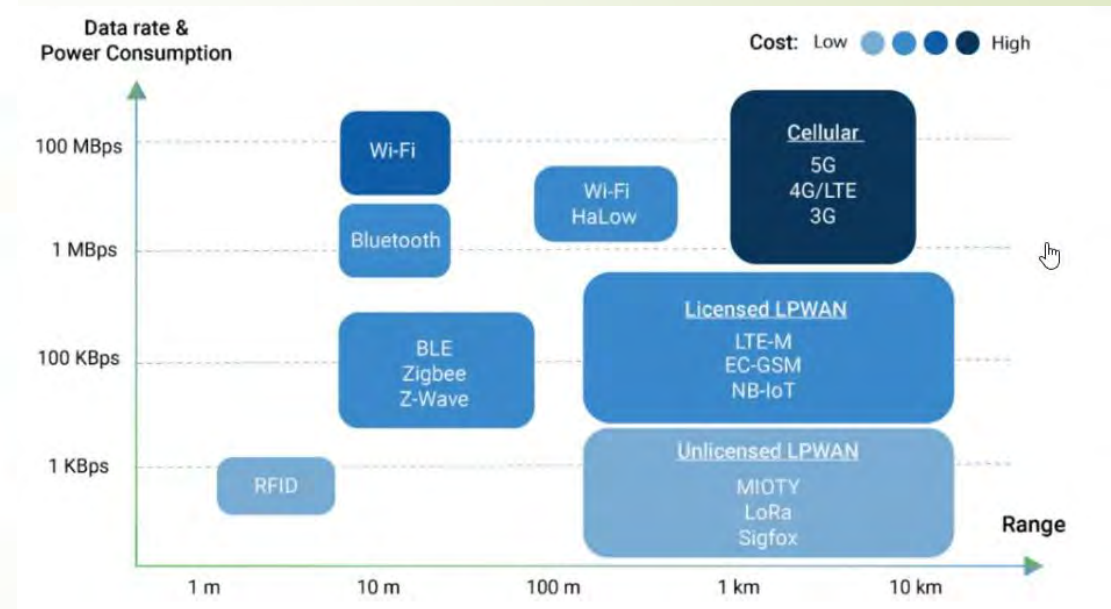 Data rate &
Power Consumption
Cost: Low High
100 MBps
Wi-Fi
Cellular
5G
4G/LTE
3G
Wi-Fi
HaLow
Bluetooth
1 MBps
Licensed LPWAN
LTE-M
EC-GSM
NB-IoT
100 KBps
BLE
Zigbee
Z-Wave
Unlicensed LPWAN
MIOTY
LoRa
Sigfox
1 KBps
RFID
Range
1 m 10 m 100 m 1 km 10 km